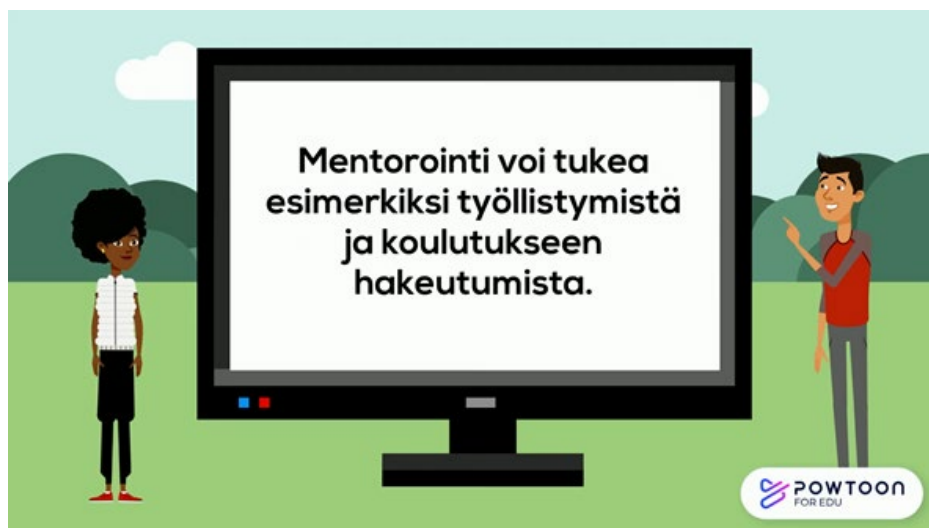 Mentorointi voi tukea
esimerkiksi työllistymistä
ja koulutukseen
hakeutumista.
POWTOON
FOR EDU